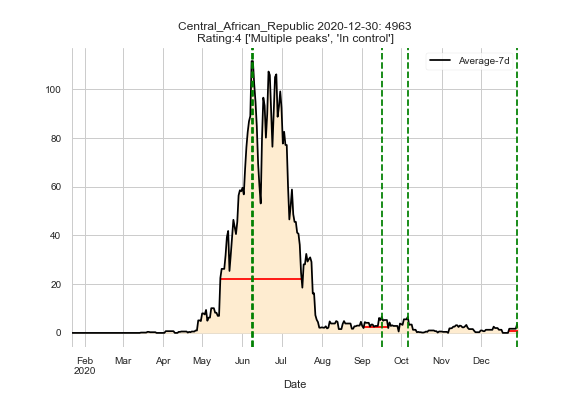 Central_African_Republic 2020-12-30: 4963
Rating:4 ['Multiple peaks', 'In control']
Average-7d
100
80
60
40
20
0
Feb Mar Apr May Jun Jul Aug Sep Oct Nov Dec
2020
Date